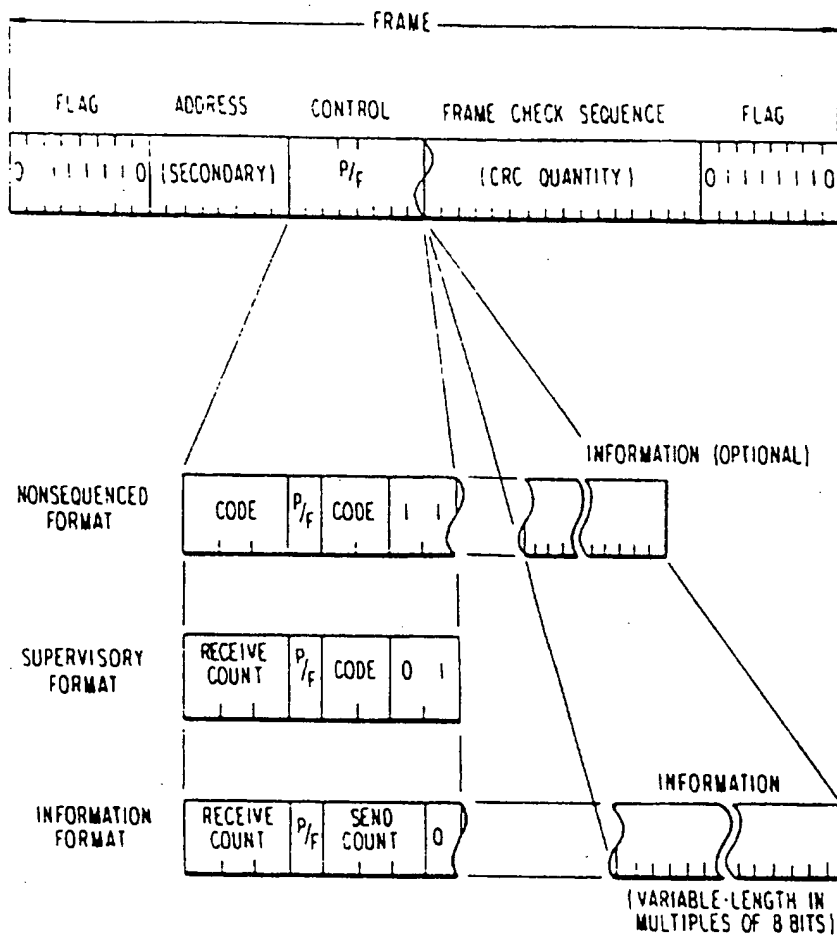 FRAME
FLAG ADDRESS CONTROL FRAME CHECK SEQUENCE FLAG
0 1 1 1 1 1 0 (SECONDARY) P/F (CRC QUANTITY) 0 1 1 1 1 1 1 0
INFORMATION (OPTIONAL)
NONSEQUENCED
FORMAT
CODE P/F CODE 1 1
SUPERVISORY
FORMAT
RECEIVE
COUNT P/F CODE 0 1
INFORMATION
INFORMATION
FORMAT
RECEIVE
COUNT P/F SEND
COUNT 0
(VARIABLE-LENGTH IN
MULTIPLES OF 8 BITS)